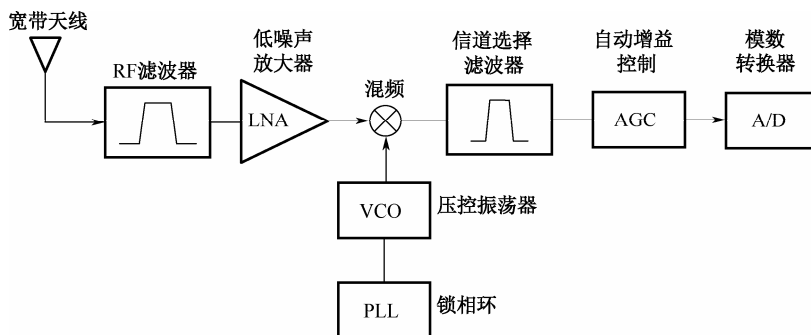 宽带天线
RF滤波器
低噪声
放大器
LNA
混频
信道选择
滤波器
自动增益
控制
AGC
模数
转换器
A/D
VCO
压控振荡器
PLL
锁相环